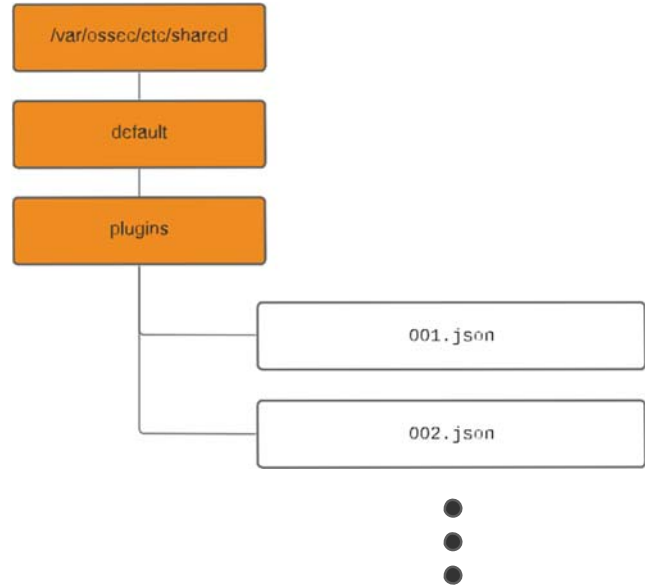 /var/ossec/etc/shared
default
plugins
001.json
002.json